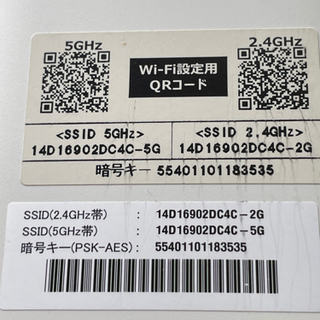 5GHz
Wi-Fi設定用
QRコード
2.4GHz
<SSID 5GHz>
14D16902DC4C-5G
<SSID 2.4GHz>
14D16902DC4C-2G
暗号キー 55401101183535
SSID(2.4GHz帯) : 14D16902DC4C-2G
SSID(5GHz帯) : 14D16902DC4C-5G
暗号キー(PSK-AES) : 55401101183535